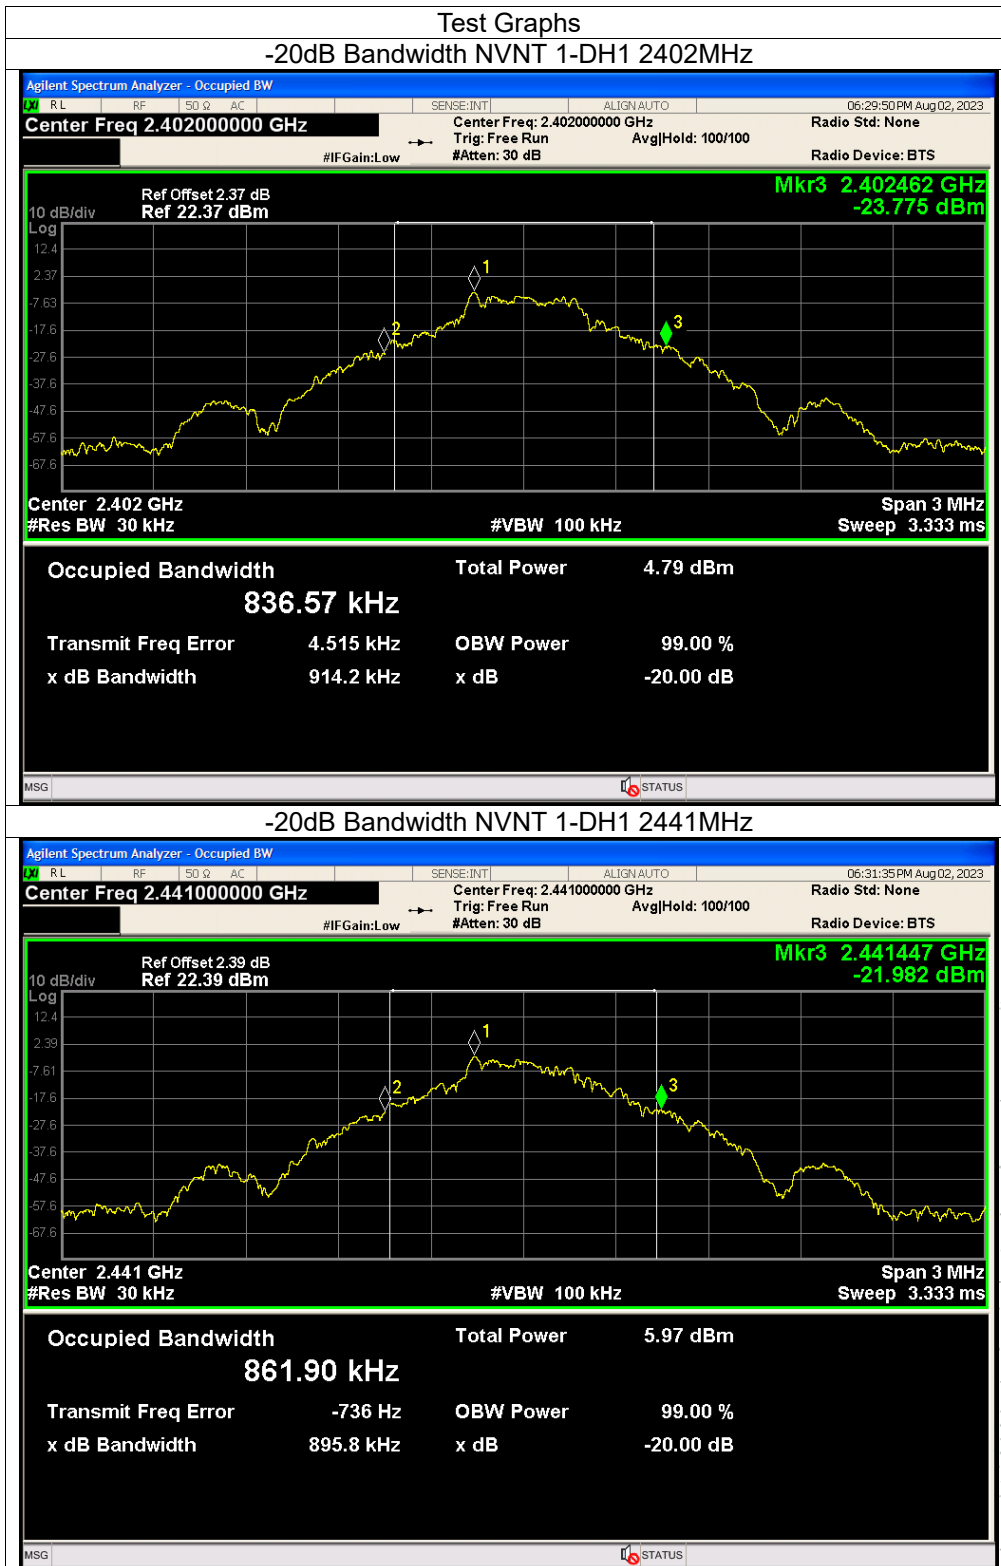 Test Graphs
-20dB Bandwidth NVNT 1-DH1 2402MHz
Agilent Spectrum Analyzer - Occupied BW
LXI RL RF 50 Ω AC SENSE:INT ALIGN AUTO 06:29:50 PM Aug 02, 2023
Center Freq 2.402000000 GHz Center Freq: 2.402000000 GHz Radio Std: None
Trig: Free Run Avg|Hold: 100/100
#IFGain:Low #Atten: 30 dB Radio Device: BTS
Mkr3 2.402462 GHz
-23.775 dBm
Ref Offset 2.37 dB
10 dB/div Ref 22.37 dBm
Log
12.4
2.37
-7.63
-17.6
-27.6
-37.6
-47.6
-57.6
-67.6
1
2
3
Center 2.402 GHz Span 3 MHz
#Res BW 30 kHz #VBW 100 kHz Sweep 3.333 ms
Occupied Bandwidth Total Power 4.79 dBm
836.57 kHz
Transmit Freq Error 4.515 kHz OBW Power 99.00 %
x dB Bandwidth 914.2 kHz x dB -20.00 dB
MSG STATUS
-20dB Bandwidth NVNT 1-DH1 2441MHz
Agilent Spectrum Analyzer - Occupied BW
LXI RL RF 50 Ω AC SENSE:INT ALIGN AUTO 06:31:35 PM Aug 02, 2023
Center Freq 2.441000000 GHz Center Freq: 2.441000000 GHz Radio Std: None
Trig: Free Run Avg|Hold: 100/100
#IFGain:Low #Atten: 30 dB Radio Device: BTS
Mkr3 2.441447 GHz
-21.982 dBm
Ref Offset 2.39 dB
10 dB/div Ref 22.39 dBm
Log
12.4
2.39
-7.61
-17.6
-27.6
-37.6
-47.6
-57.6
-67.6
1
2
3
Center 2.441 GHz Span 3 MHz
#Res BW 30 kHz #VBW 100 kHz Sweep 3.333 ms
Occupied Bandwidth Total Power 5.97 dBm
861.90 kHz
Transmit Freq Error -736 Hz OBW Power 99.00 %
x dB Bandwidth 895.8 kHz x dB -20.00 dB
MSG STATUS